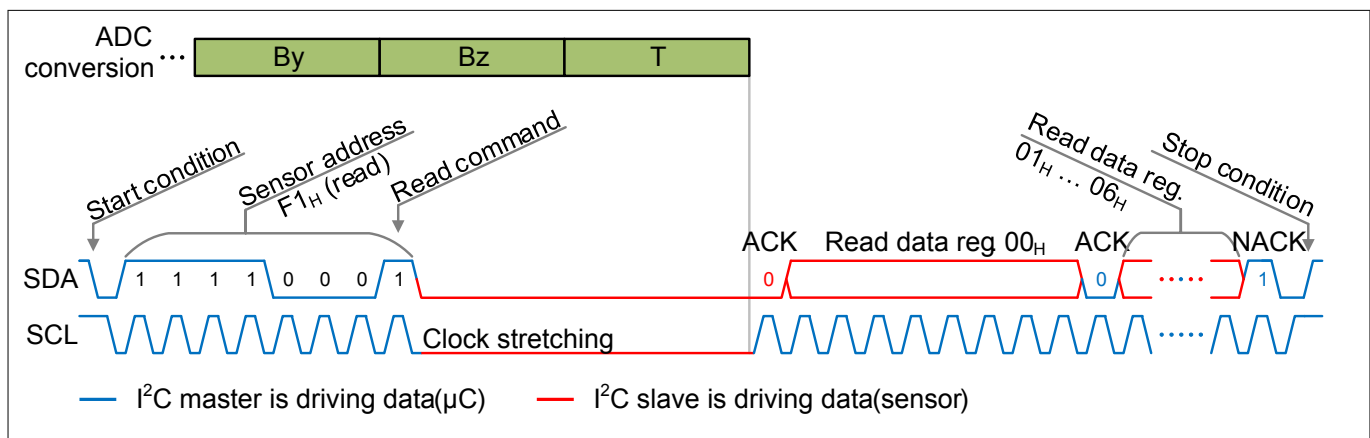 ADC
conversion
...
By
Bz
T
Start condition
Sensor address
F1H (read)
Read command
Read data reg.
01H ... 06H
Stop condition
ACK
Read data reg 00H
ACK
NACK
SDA
1 1 1 1 0 0 0 1
0
0
.....
1
SCL
Clock stretching
.....
I²C master is driving data(µC)
I²C slave is driving data(sensor)